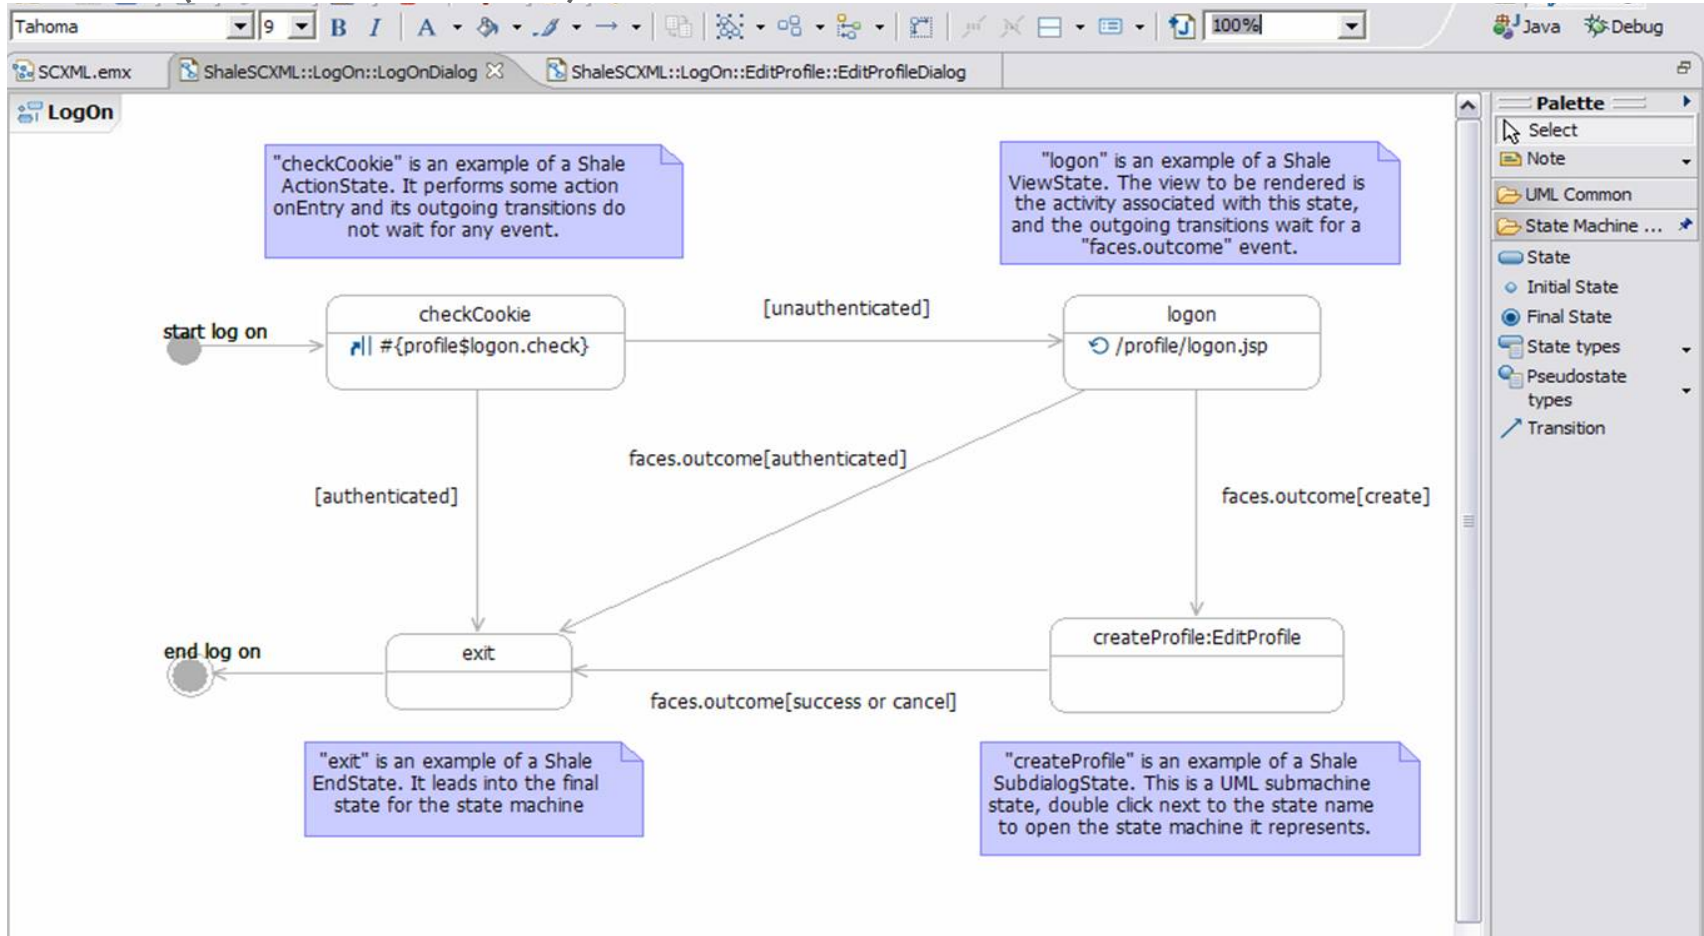 Tahoma 9 B I A 100% Java Debug
SCXML.emx ShaleSCXML::LogOn::LogOnDialog ShaleSCXML::LogOn::EditProfile::EditProfileDialog
LogOn
"checkCookie" is an example of a Shale
ActionState. It performs some action
onEntry and its outgoing transitions do
not wait for any event.
"logon" is an example of a Shale
ViewState. The view to be rendered is
the activity associated with this state,
and the outgoing transitions wait for a
"faces.outcome" event.
start log on
checkCookie
#{profile$logon.check}
[unauthenticated]
logon
/profile/logon.jsp
faces.outcome[authenticated]
[authenticated]
faces.outcome[create]
end log on
exit
createProfile:EditProfile
faces.outcome[success or cancel]
"exit" is an example of a Shale
EndState. It leads into the final
state for the state machine
"createProfile" is an example of a Shale
SubdialogState. This is a UML submachine
state, double click next to the state name
to open the state machine it represents.
Palette
Select
Note
UML Common
State Machine ...
State
Initial State
Final State
State types
Pseudostate
types
Transition